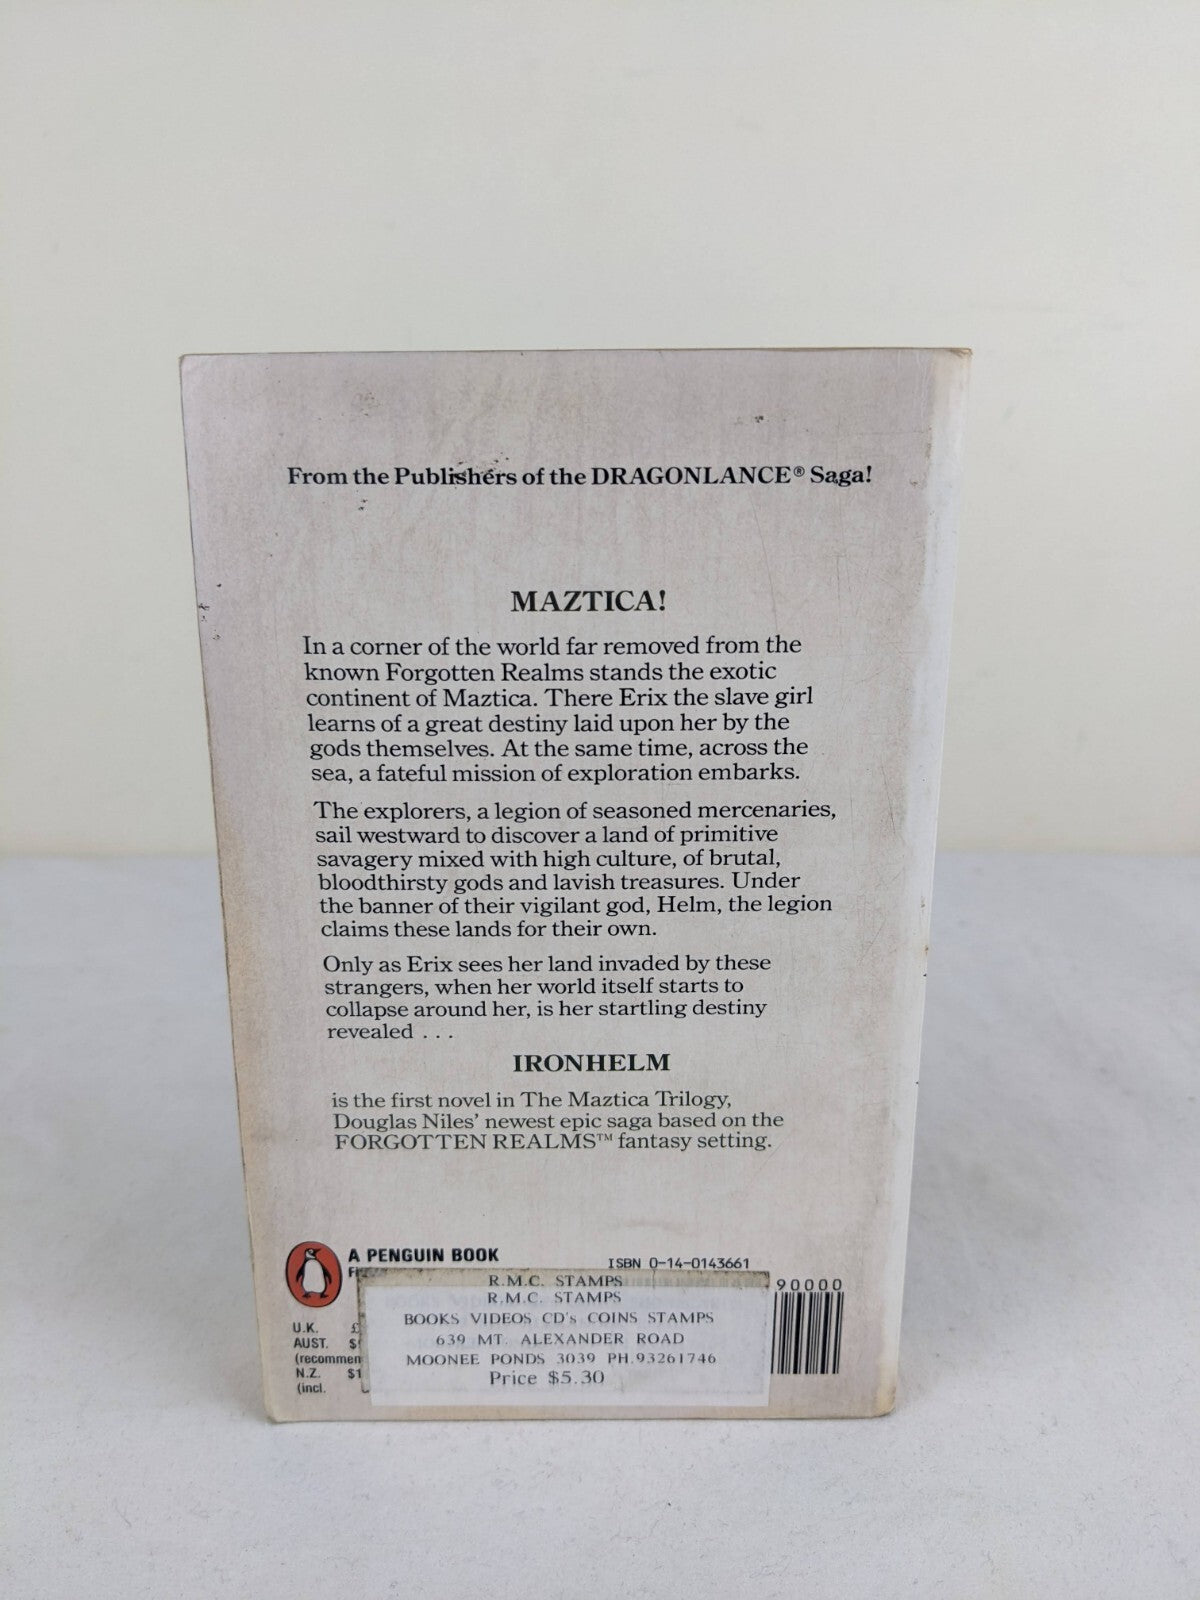 From the Publishers of the DRAGONLANCE® Saga!
MAZTICA!
In a corner of the world far removed from the
known Forgotten Realms stands the exotic
continent of Maztica. There Erix the slave girl
learns of a great destiny laid upon her by the
gods themselves. At the same time, across the
sea, a fateful mission of exploration embarks.
The explorers, a legion of seasoned mercenaries,
sail westward to discover a land of primitive
savagery mixed with high culture, of brutal,
bloodthirsty gods and lavish treasures. Under
the banner of their vigilant god, Helm, the legion
claims these lands for their own.
Only as Erix sees her land invaded by these
strangers, when her world itself starts to
collapse around her, is her startling destiny
revealed . . .
IRONHELM
is the first novel in The Maztica Trilogy,
Douglas Niles' newest epic saga based on the
FORGOTTEN REALMS™ fantasy setting.
A PENGUIN BOOK
ISBN 0-14-0143661
90000
R.M.C. STAMPS
R.M.C. STAMPS
BOOKS VIDEOS CD's COINS STAMPS
639 MT. ALEXANDER ROAD
MOONEE PONDS 3039 PH.93261746
Price $5.30
U.K. £
AUST. $
(recommen
N.Z. $1
(incl.